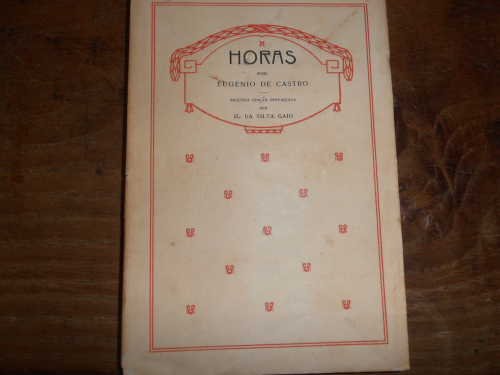 HORAS
POR
EUGENIO DE CASTRO
SEGUNDA EDIÇÃO PREFACIADA
POR
M. DA SILVA GAIO